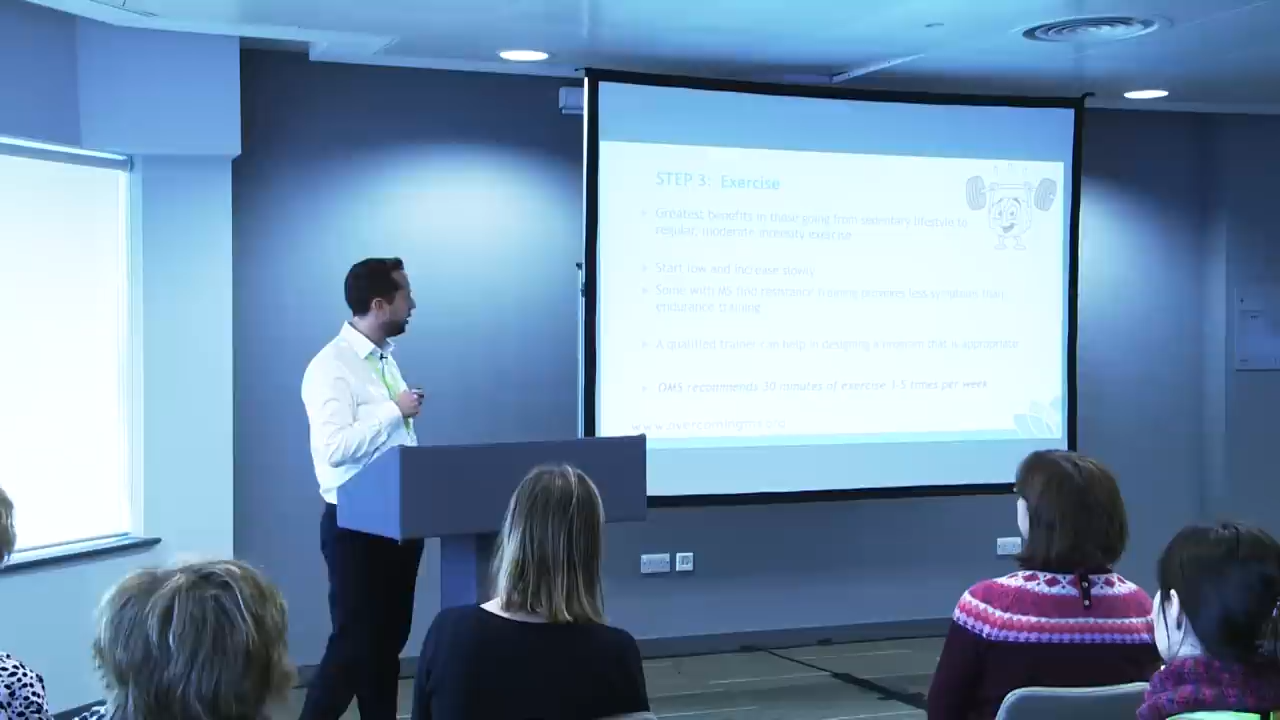 STEP 3: Exercise
Greatest benefits in those going from sedentary lifestyle to
regular, moderate intensity exercise
Start low and increase slowly
Some with MS find resistance training provokes less symptoms than
endurance training
A qualified trainer can help in designing a program that is appropriate
OMS recommends 30 minutes of exercise 3-5 times per week
www.overcomingms.org